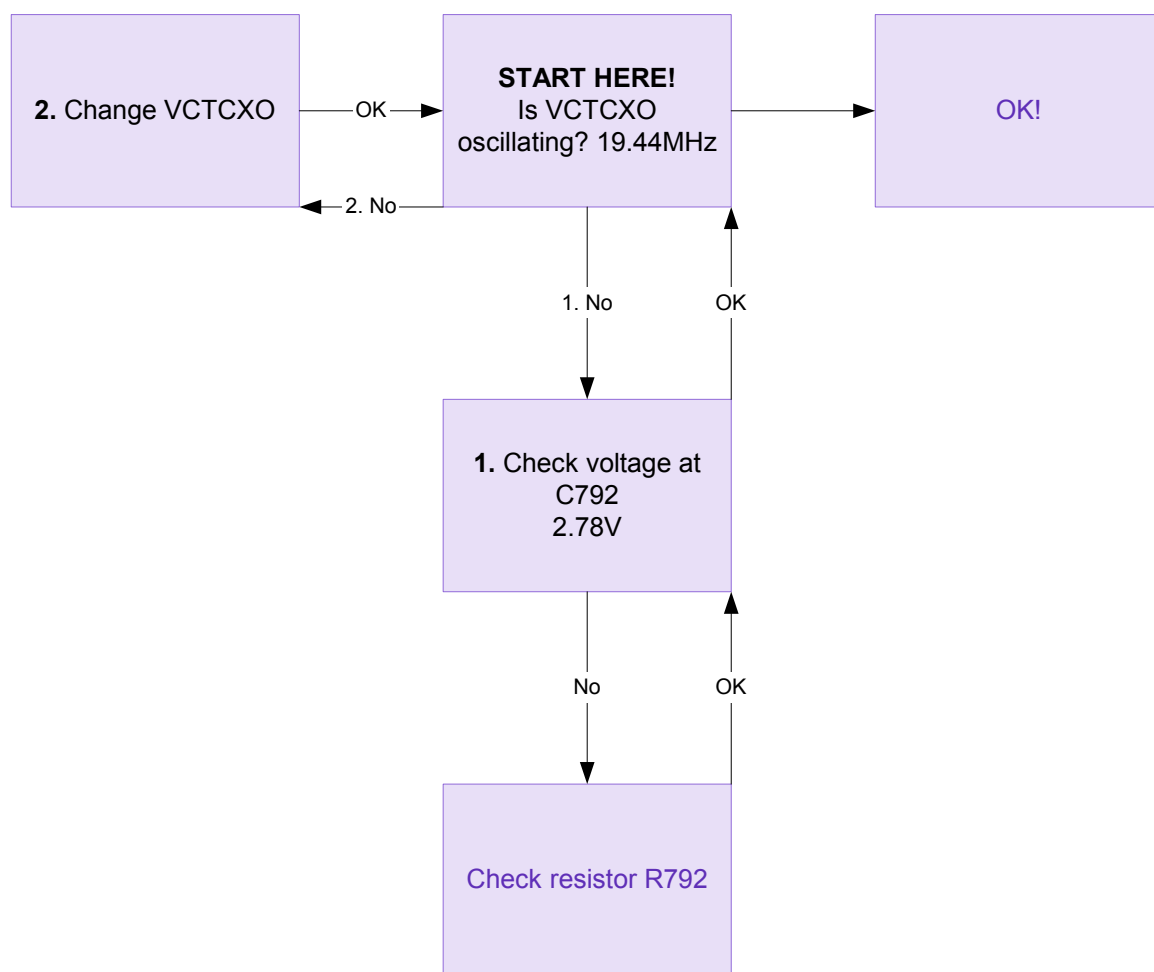 2. Change VCTCXO
OK
START HERE!
Is VCTCXO
oscillating? 19.44MHz
OK!
2. No
1. No
OK
1. Check voltage at
C792
2.78V
No
OK
Check resistor R792